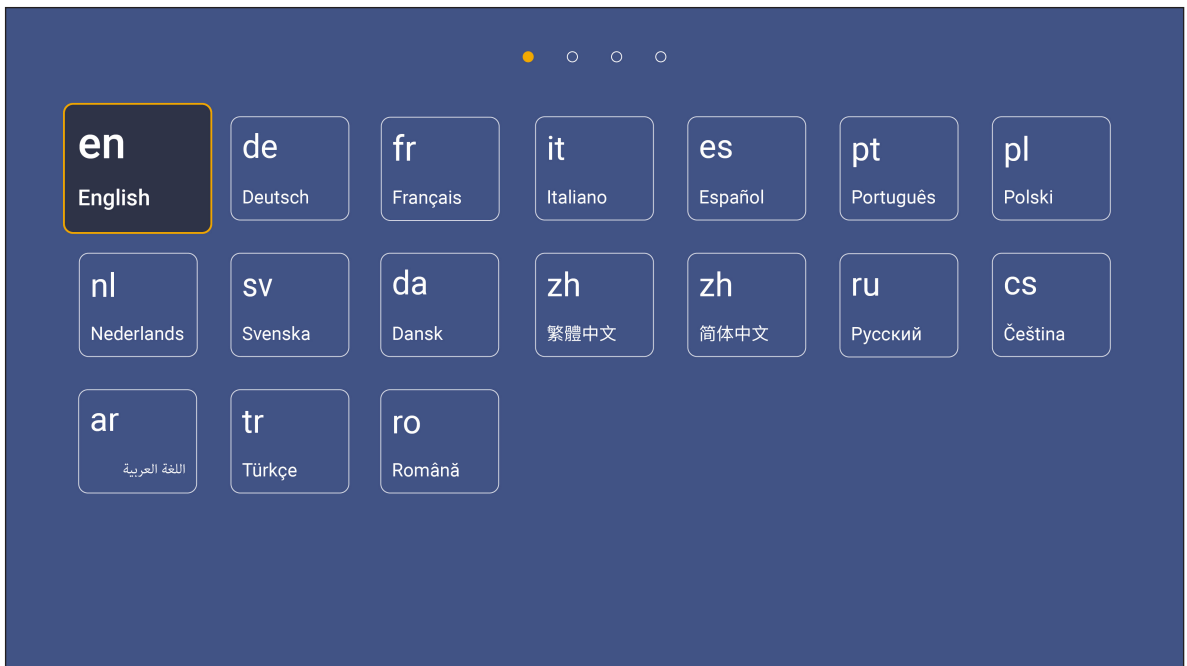 en
English
de
Deutsch
fr
Français
it
Italiano
es
Español
pt
Português
pl
Polski
nl
Nederlands
sv
Svenska
da
Dansk
zh
繁體中文
zh
简体中文
ru
Русский
cs
Čeština
ar
اللغة العربية
tr
Türkçe
ro
Română